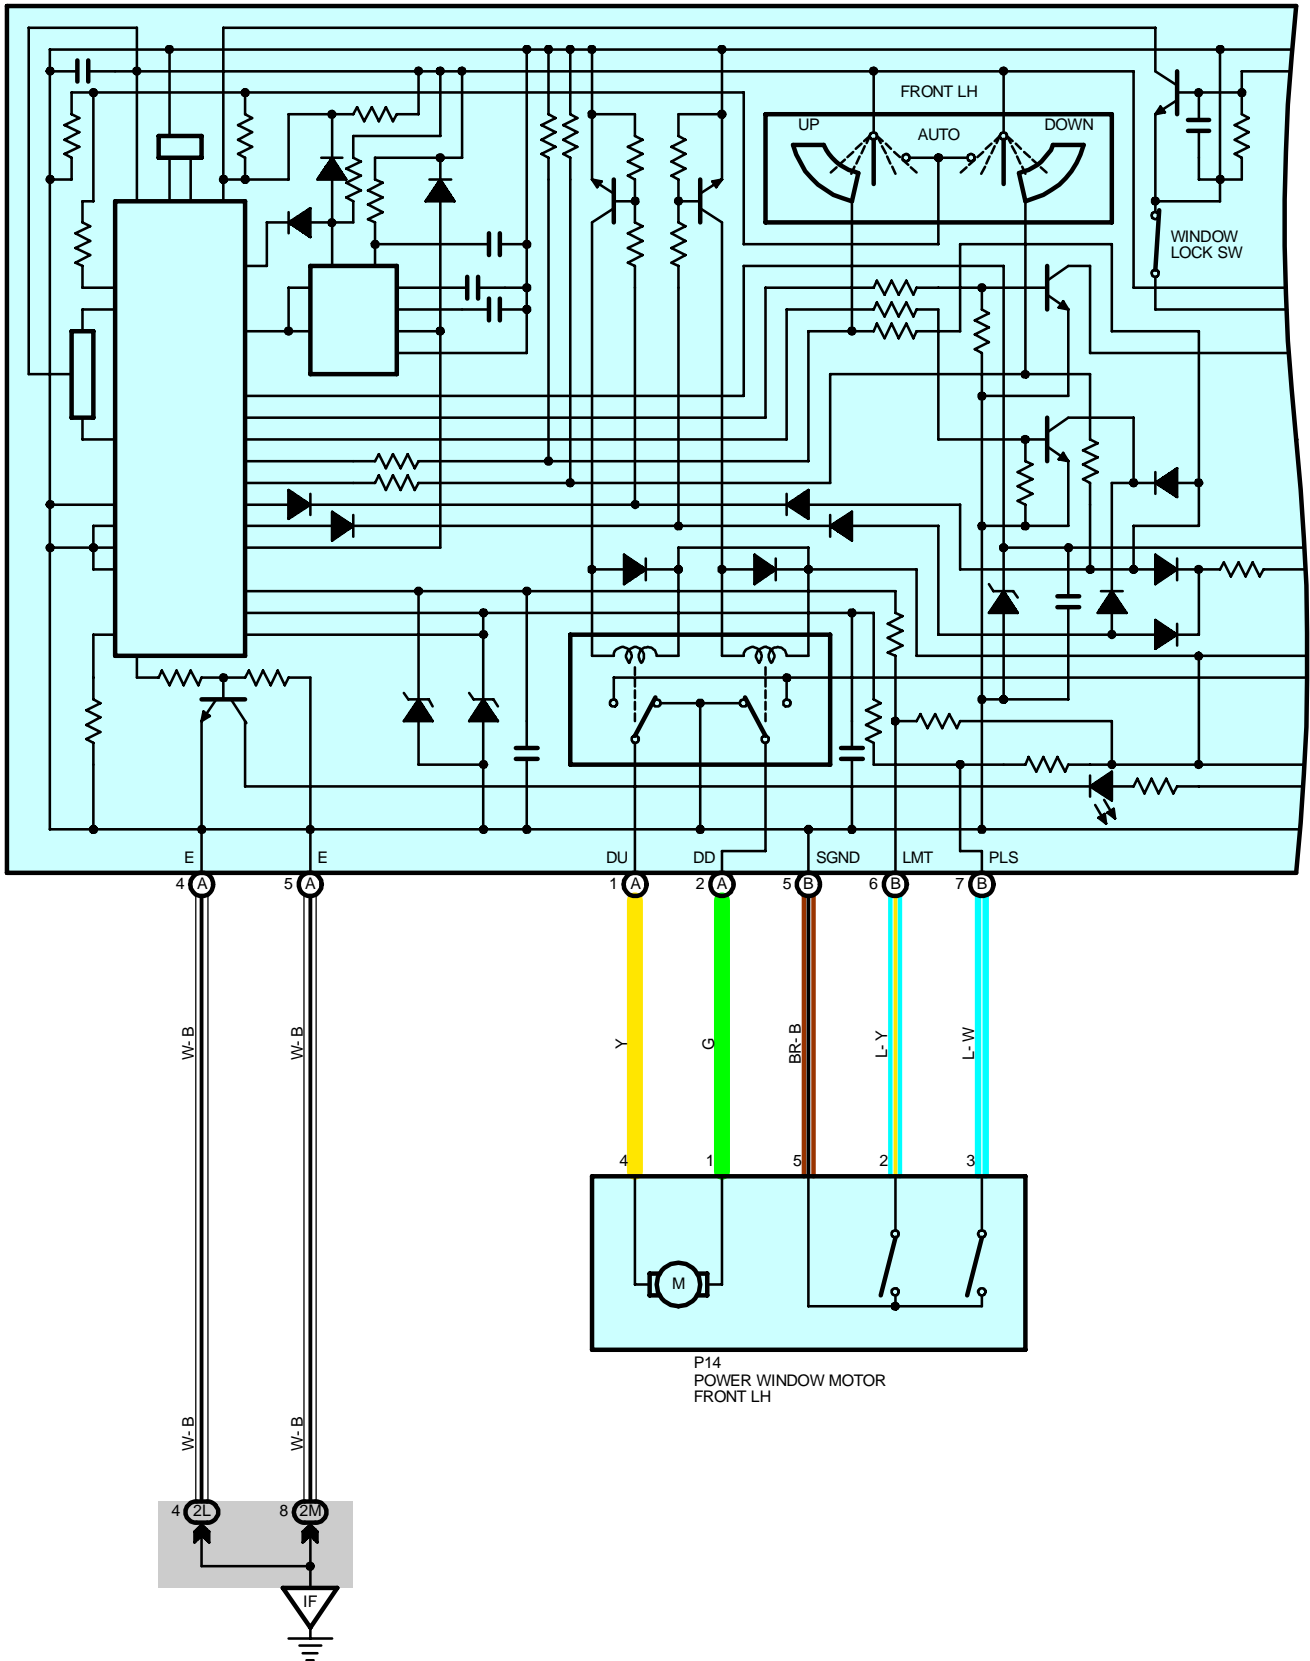 FRONT LH
UP
AUTO
DOWN
WINDOW
LOCK SW
E
E
DU
DD
SGND
LMT
PLS
4 A
5 A
1 A
2 A
5 B
6 B
7 B
W- B
W- B
Y
G
BR- B
L- Y
L- W
4
1
5
2
3
M
P14
POWER WINDOW MOTOR
FRONT LH
W- B
W- B
4 2L
8 2M
IF